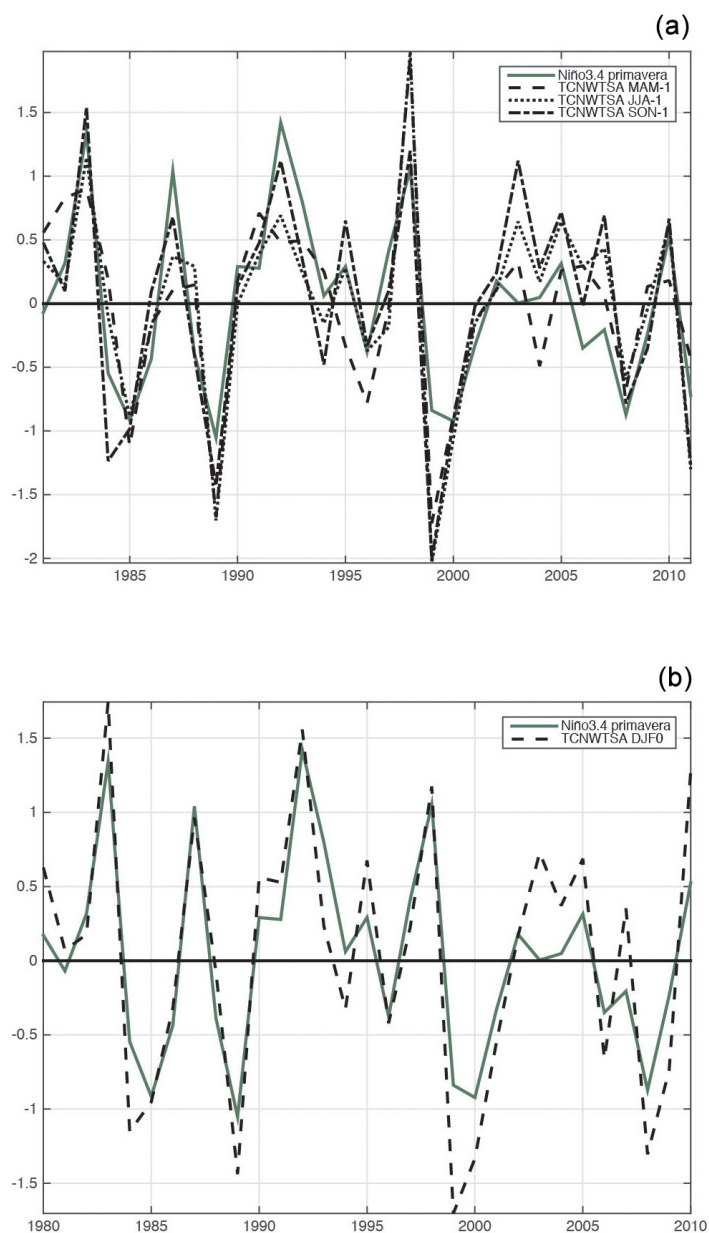 (a)
Niño3.4 primavera
TCNWTSA MAM-1
TCNWTSA JJA-1
TCNWTSA SON-1
1.5
1
0.5
0
-0.5
-1
-1.5
-2
1985 1990 1995 2000 2005 2010
(b)
Niño3.4 primavera
TCNWTSA DJF0
1.5
1
0.5
0
-0.5
-1
-1.5
1980 1985 1990 1995 2000 2005 2010